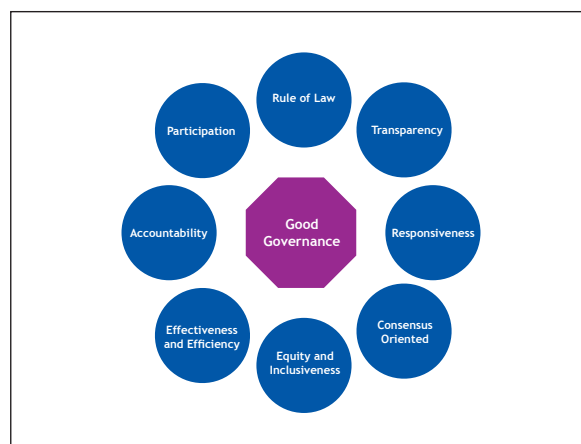 Rule of Law
Participation
Transparency
Accountability
Good
Governance
Responsiveness
Effectiveness
and Efficiency
Consensus
Oriented
Equity and
Inclusiveness